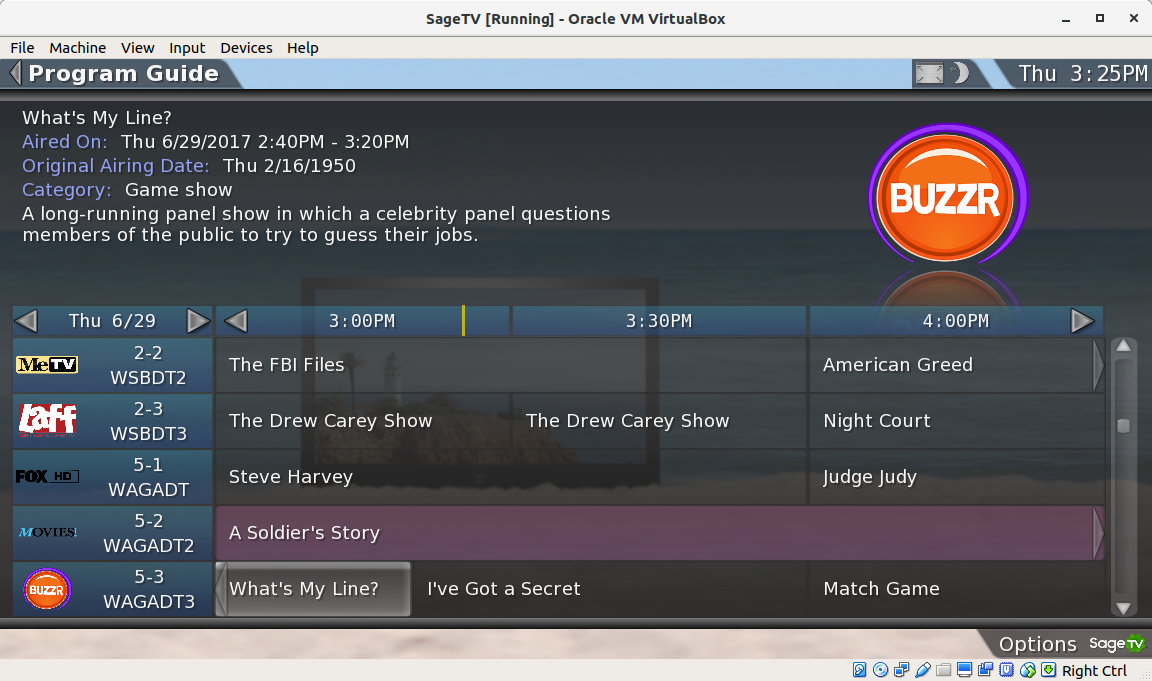 SageTV [Running] - Oracle VM VirtualBox
File Machine View Input Devices Help
Program Guide
Thu 3:25PM
What's My Line?
Aired On: Thu 6/29/2017 2:40PM - 3:20PM
Original Airing Date: Thu 2/16/1950
Category: Game show
A long-running panel show in which a celebrity panel questions
members of the public to try to guess their jobs.
BUZZR
Thu 6/29 3:00PM 3:30PM 4:00PM
MeTV 2-2 WSBDT2 The FBI Files American Greed
Laff 2-3 WSBDT3 The Drew Carey Show The Drew Carey Show Night Court
FOX HD 5-1 WAGADT Steve Harvey Judge Judy
MOVIES! 5-2 WAGADT2 A Soldier's Story
BUZZR 5-3 WAGADT3 What's My Line? I've Got a Secret Match Game
Options SageTV
Right Ctrl